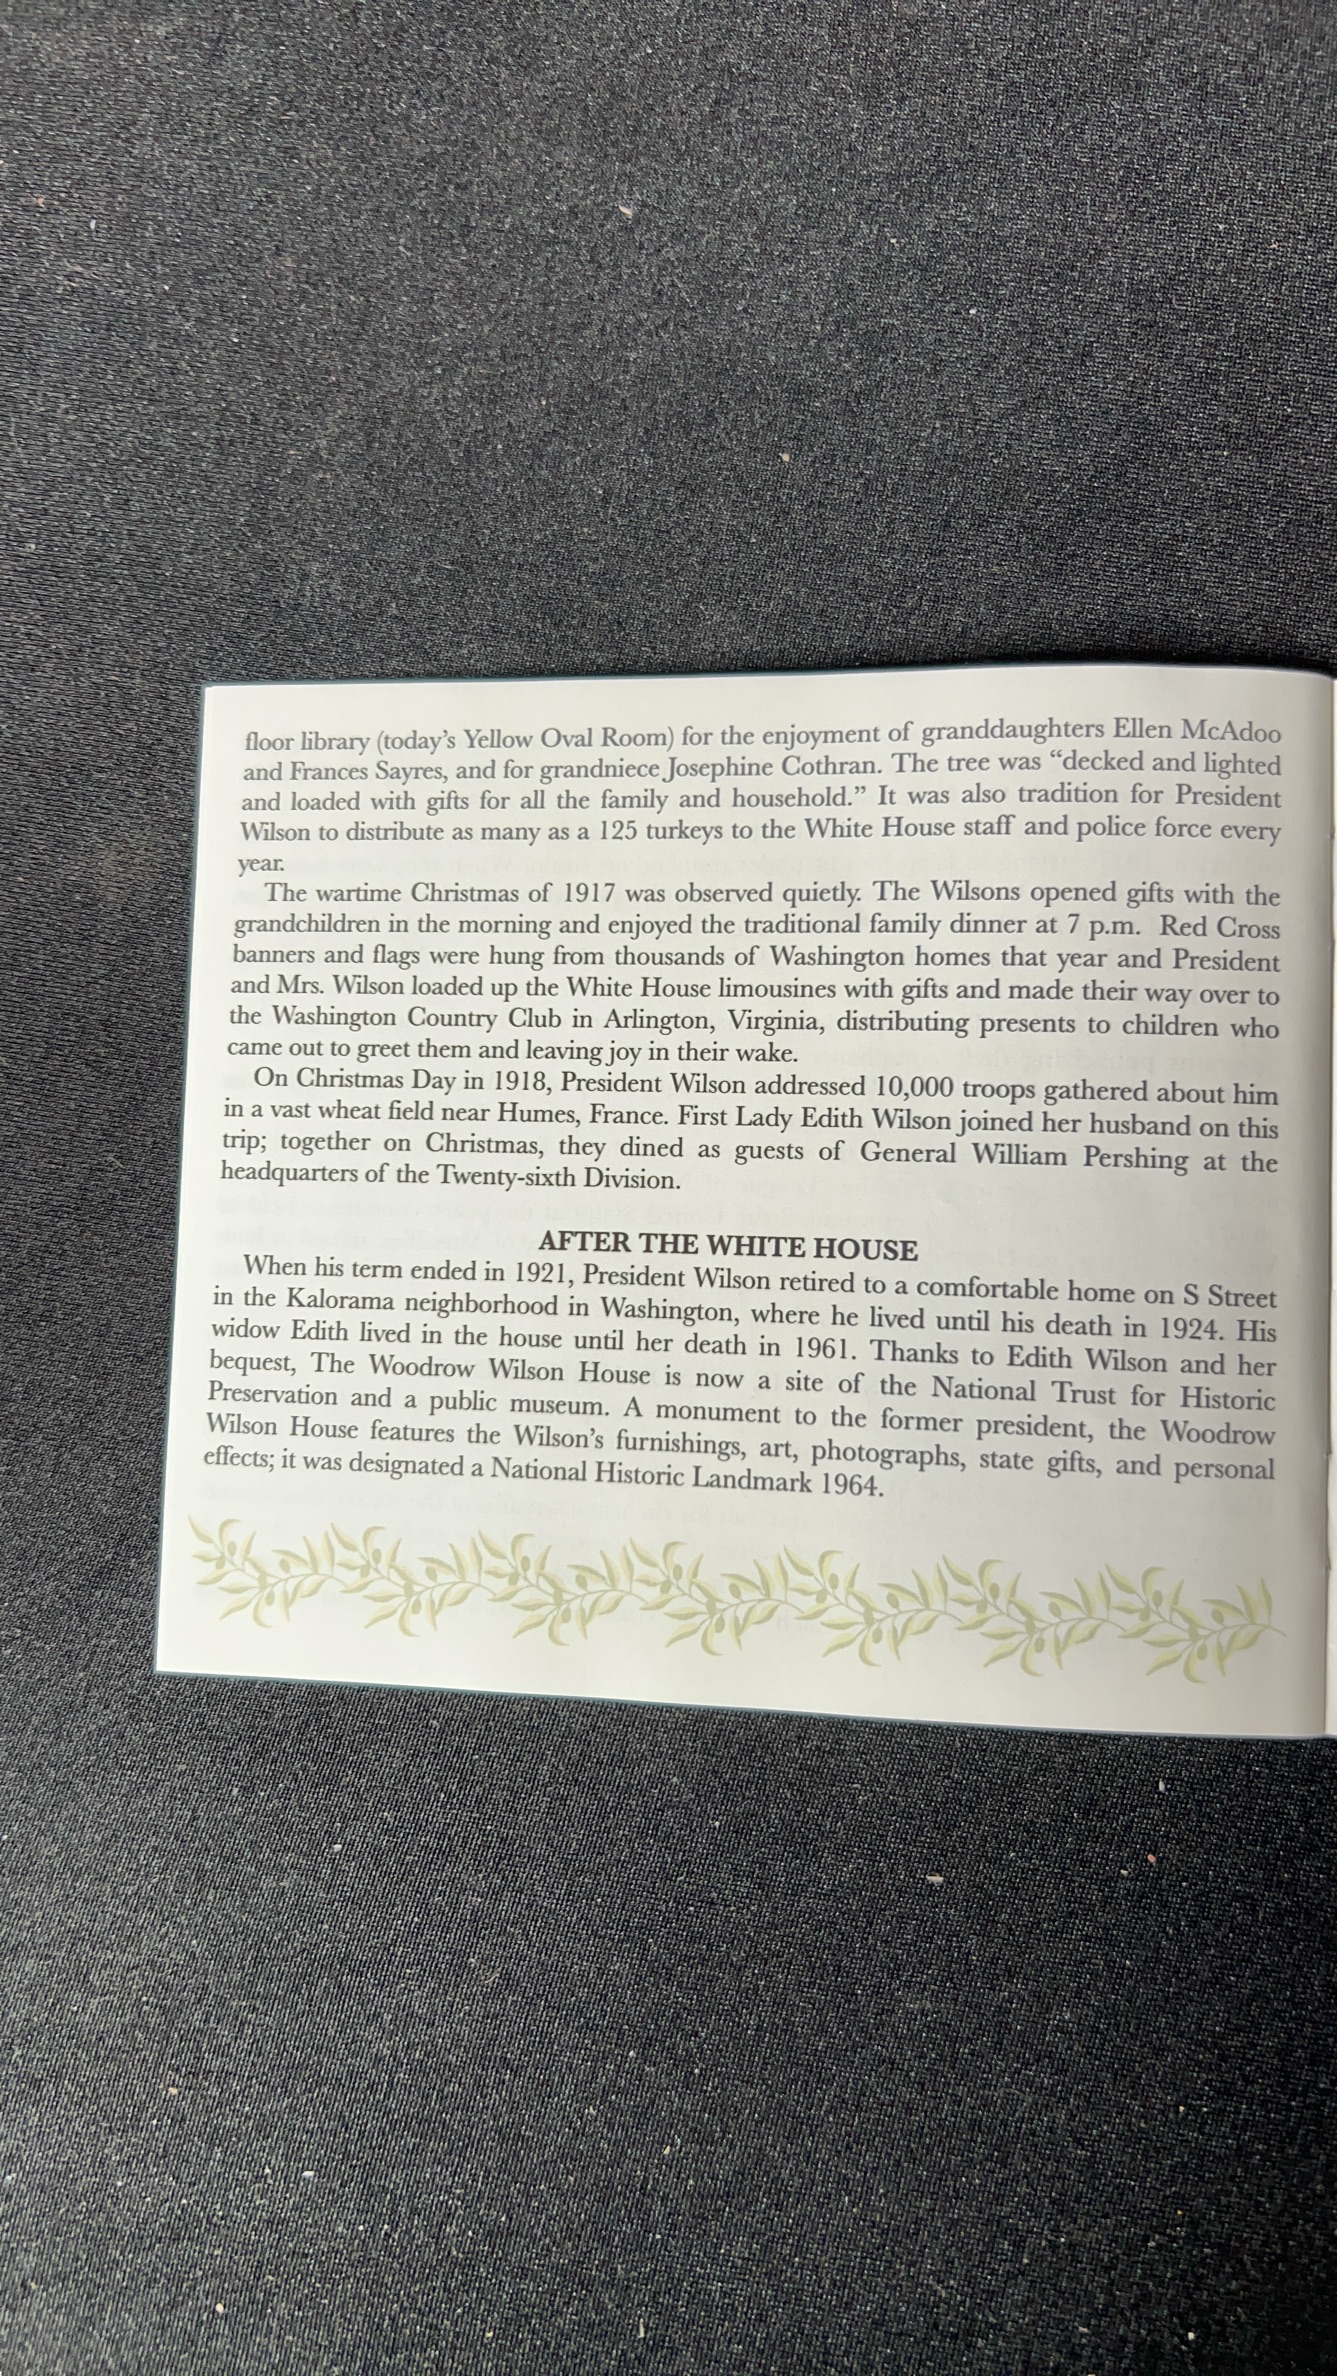 floor library (today’s Yellow Oval Room) for the enjoyment of granddaughters Ellen McAdoo
and Frances Sayres, and for grandniece Josephine Cothran. The tree was “decked and lighted
and loaded with gifts for all the family and household.” It was also tradition for President
Wilson to distribute as many as a 125 turkeys to the White House staff and police force every
year.
The wartime Christmas of 1917 was observed quietly. The Wilsons opened gifts with the
grandchildren in the morning and enjoyed the traditional family dinner at 7 p.m. Red Cross
banners and flags were hung from thousands of Washington homes that year and President
and Mrs. Wilson loaded up the White House limousines with gifts and made their way over to
the Washington Country Club in Arlington, Virginia, distributing presents to children who
came out to greet them and leaving joy in their wake.
On Christmas Day in 1918, President Wilson addressed 10,000 troops gathered about him
in a vast wheat field near Humes, France. First Lady Edith Wilson joined her husband on this
trip; together on Christmas, they dined as guests of General William Pershing at the
headquarters of the Twenty-sixth Division.
AFTER THE WHITE HOUSE
When his term ended in 1921, President Wilson retired to a comfortable home on S Street
in the Kalorama neighborhood in Washington, where he lived until his death in 1924. His
widow Edith lived in the house until her death in 1961. Thanks to Edith Wilson and her
bequest, The Woodrow Wilson House is now a site of the National Trust for Historic
Preservation and a public museum. A monument to the former president, the Woodrow
Wilson House features the Wilson’s furnishings, art, photographs, state gifts, and personal
effects; it was designated a National Historic Landmark 1964.